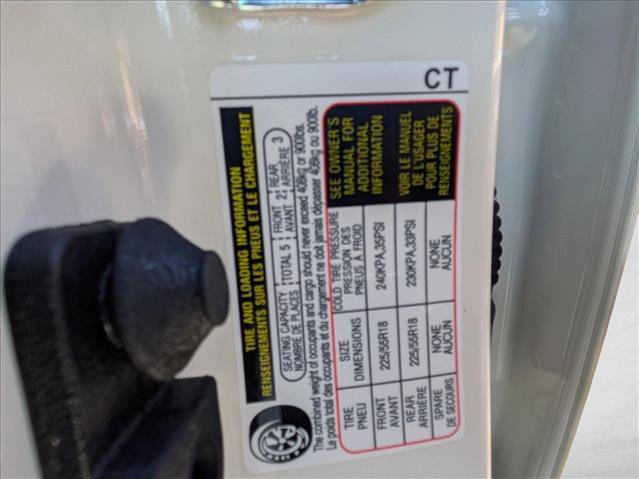 CT
TIRE AND LOADING INFORMATION
RENSEIGNEMENTS SUR LES PNEUS ET LE CHARGEMENT
SEATING CAPACITY TOTAL 5 FRONT 2 REAR 3
NOMBRE DE PLACES AVANT ARRIÈRE
The combined weight of occupants and cargo should never exceed 408kg or 900lbs.
Le poids total des occupants et du chargement ne doit jamais dépasser 408kg ou 900lb.
TIRE SIZE COLD TIRE PRESSURE SEE OWNER'S
PNEU DIMENSIONS PRESSION DES MANUAL FOR
PNEUS À FROID ADDITIONAL
FRONT 225/55R18 240KPA,35PSI INFORMATION
AVANT
REAR 225/55R18 230KPA,33PSI VOIR LE MANUEL
ARRIÈRE DE L'USAGER
SPARE NONE NONE POUR PLUS DE
DE SECOURS AUCUN AUCUN RENSEIGNEMENTS